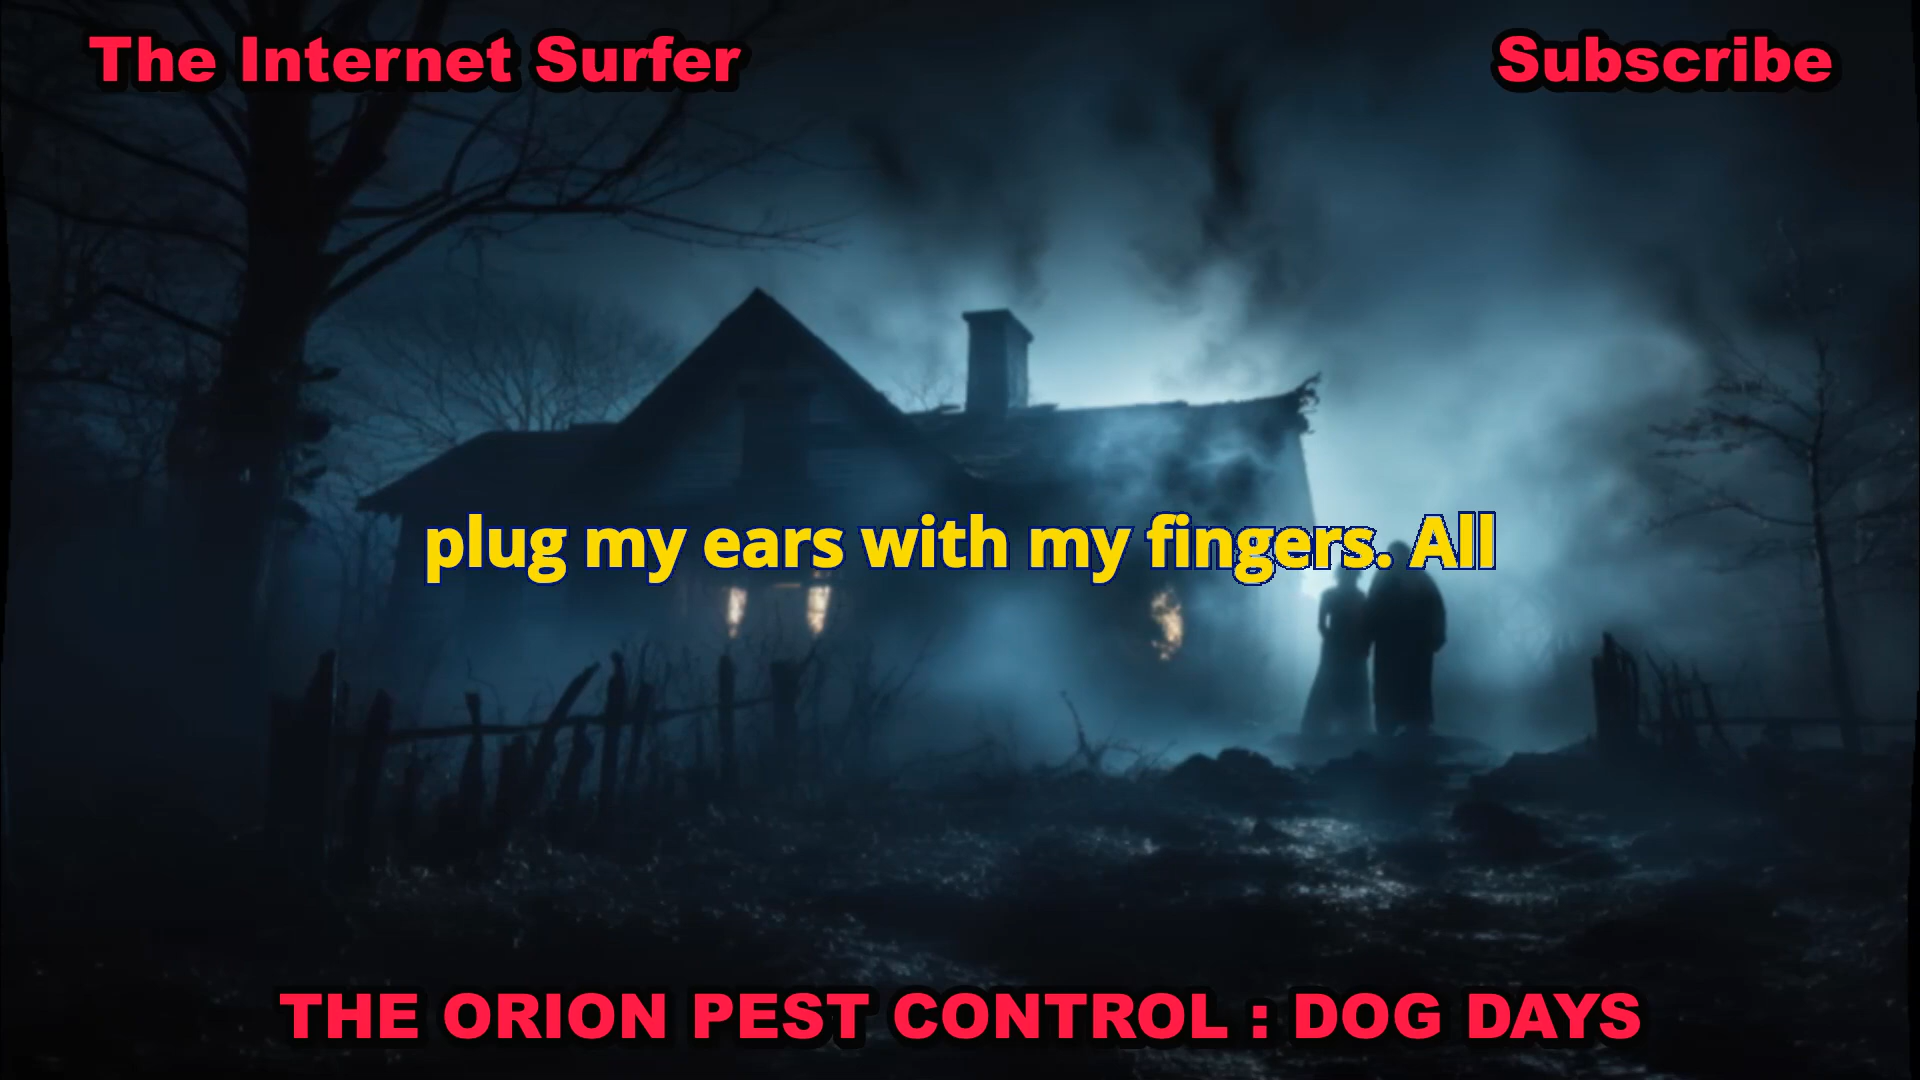 The Internet Surfer
Subscribe
plug my ears with my fingers. All
THE ORION PEST CONTROL : DOG DAYS